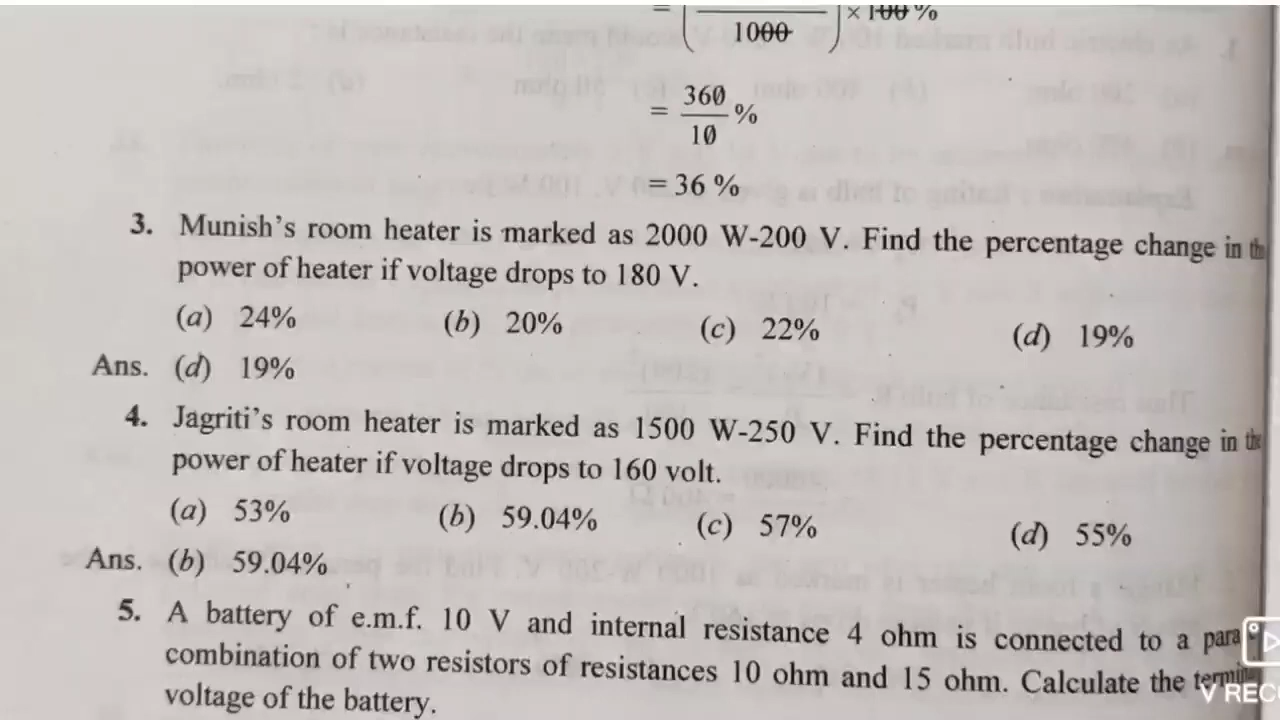 = ( / 1000 ) × 100 %
= 360 / 10 %
= 36 %
3. Munish's room heater is marked as 2000 W-200 V. Find the percentage change in th
power of heater if voltage drops to 180 V.
(a) 24% (b) 20% (c) 22% (d) 19%
Ans. (d) 19%
4. Jagriti's room heater is marked as 1500 W-250 V. Find the percentage change in the
power of heater if voltage drops to 160 volt.
(a) 53% (b) 59.04% (c) 57% (d) 55%
Ans. (b) 59.04%
5. A battery of e.m.f. 10 V and internal resistance 4 ohm is connected to a para
combination of two resistors of resistances 10 ohm and 15 ohm. Calculate the
voltage of the battery.
V REC